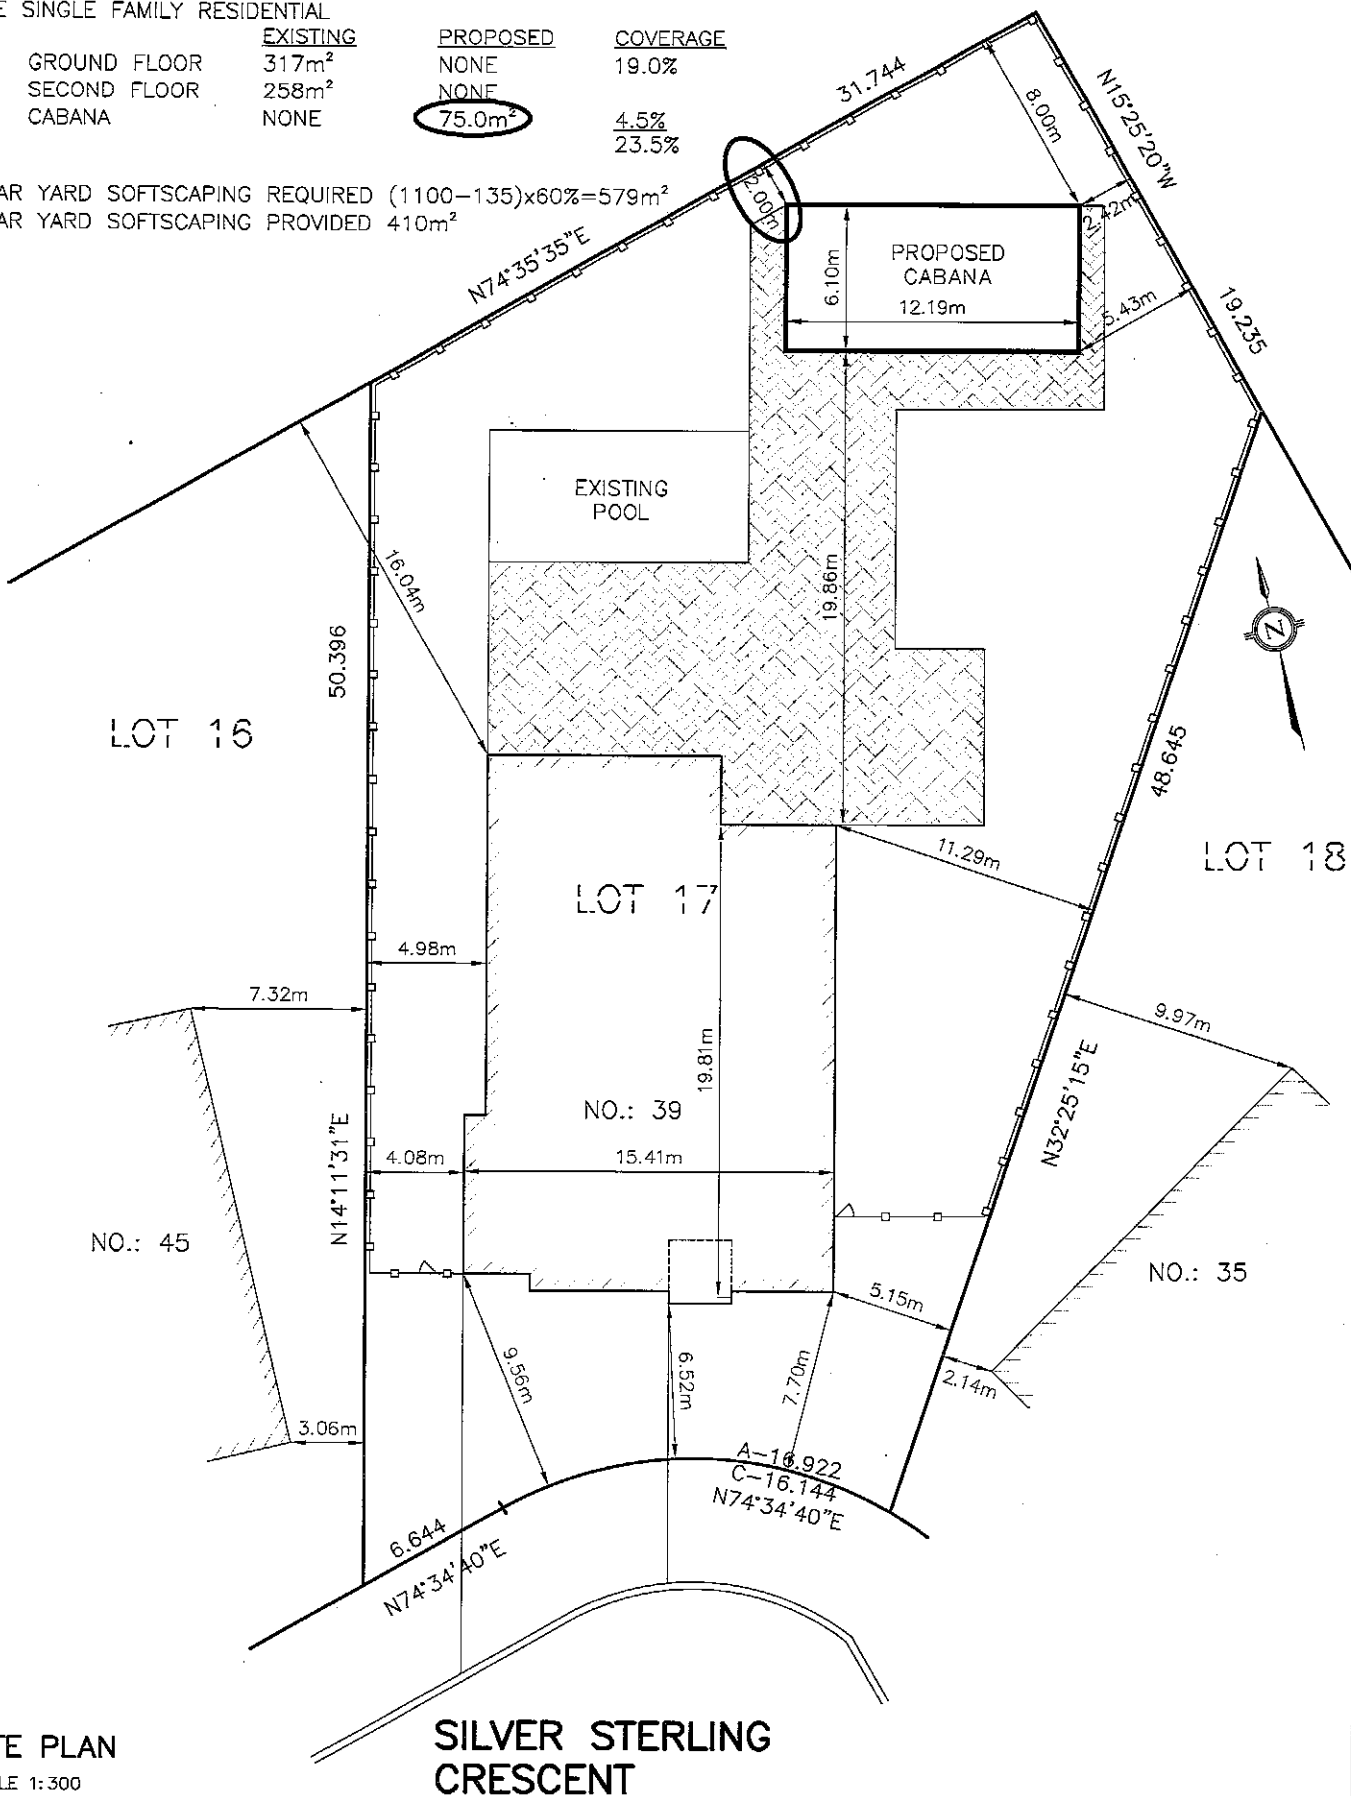 E SINGLE FAMILY RESIDENTIAL
EXISTING PROPOSED COVERAGE
GROUND FLOOR 317m² NONE 19.0%
SECOND FLOOR 258m² NONE
CABANA NONE 75.0m² 4.5%
23.5%
AR YARD SOFTSCAPING REQUIRED (1100-135)x60%=579m²
AR YARD SOFTSCAPING PROVIDED 410m²
31.744
N15°25'20"W
8.00m
2.00m
2.42m
N74°35'35"E
PROPOSED
CABANA
6.10m
12.19m
5.43m
19.235
EXISTING
POOL
16.04m
19.86m
50.396
Z
LOT 16
48.645
11.29m
LOT 18
LOT 17
4.98m
7.32m
9.97m
19.81m
NO.: 39
N14°11'31"E
N32°25'15"E
4.08m
15.41m
NO.: 45
NO.: 35
5.15m
9.56m
6.52m
7.70m
2.14m
3.06m
A-16.922
C-16.144
N74°34'40"E
6.644
N74°34'40"E
TE PLAN
LE 1:300
SILVER STERLING
CRESCENT